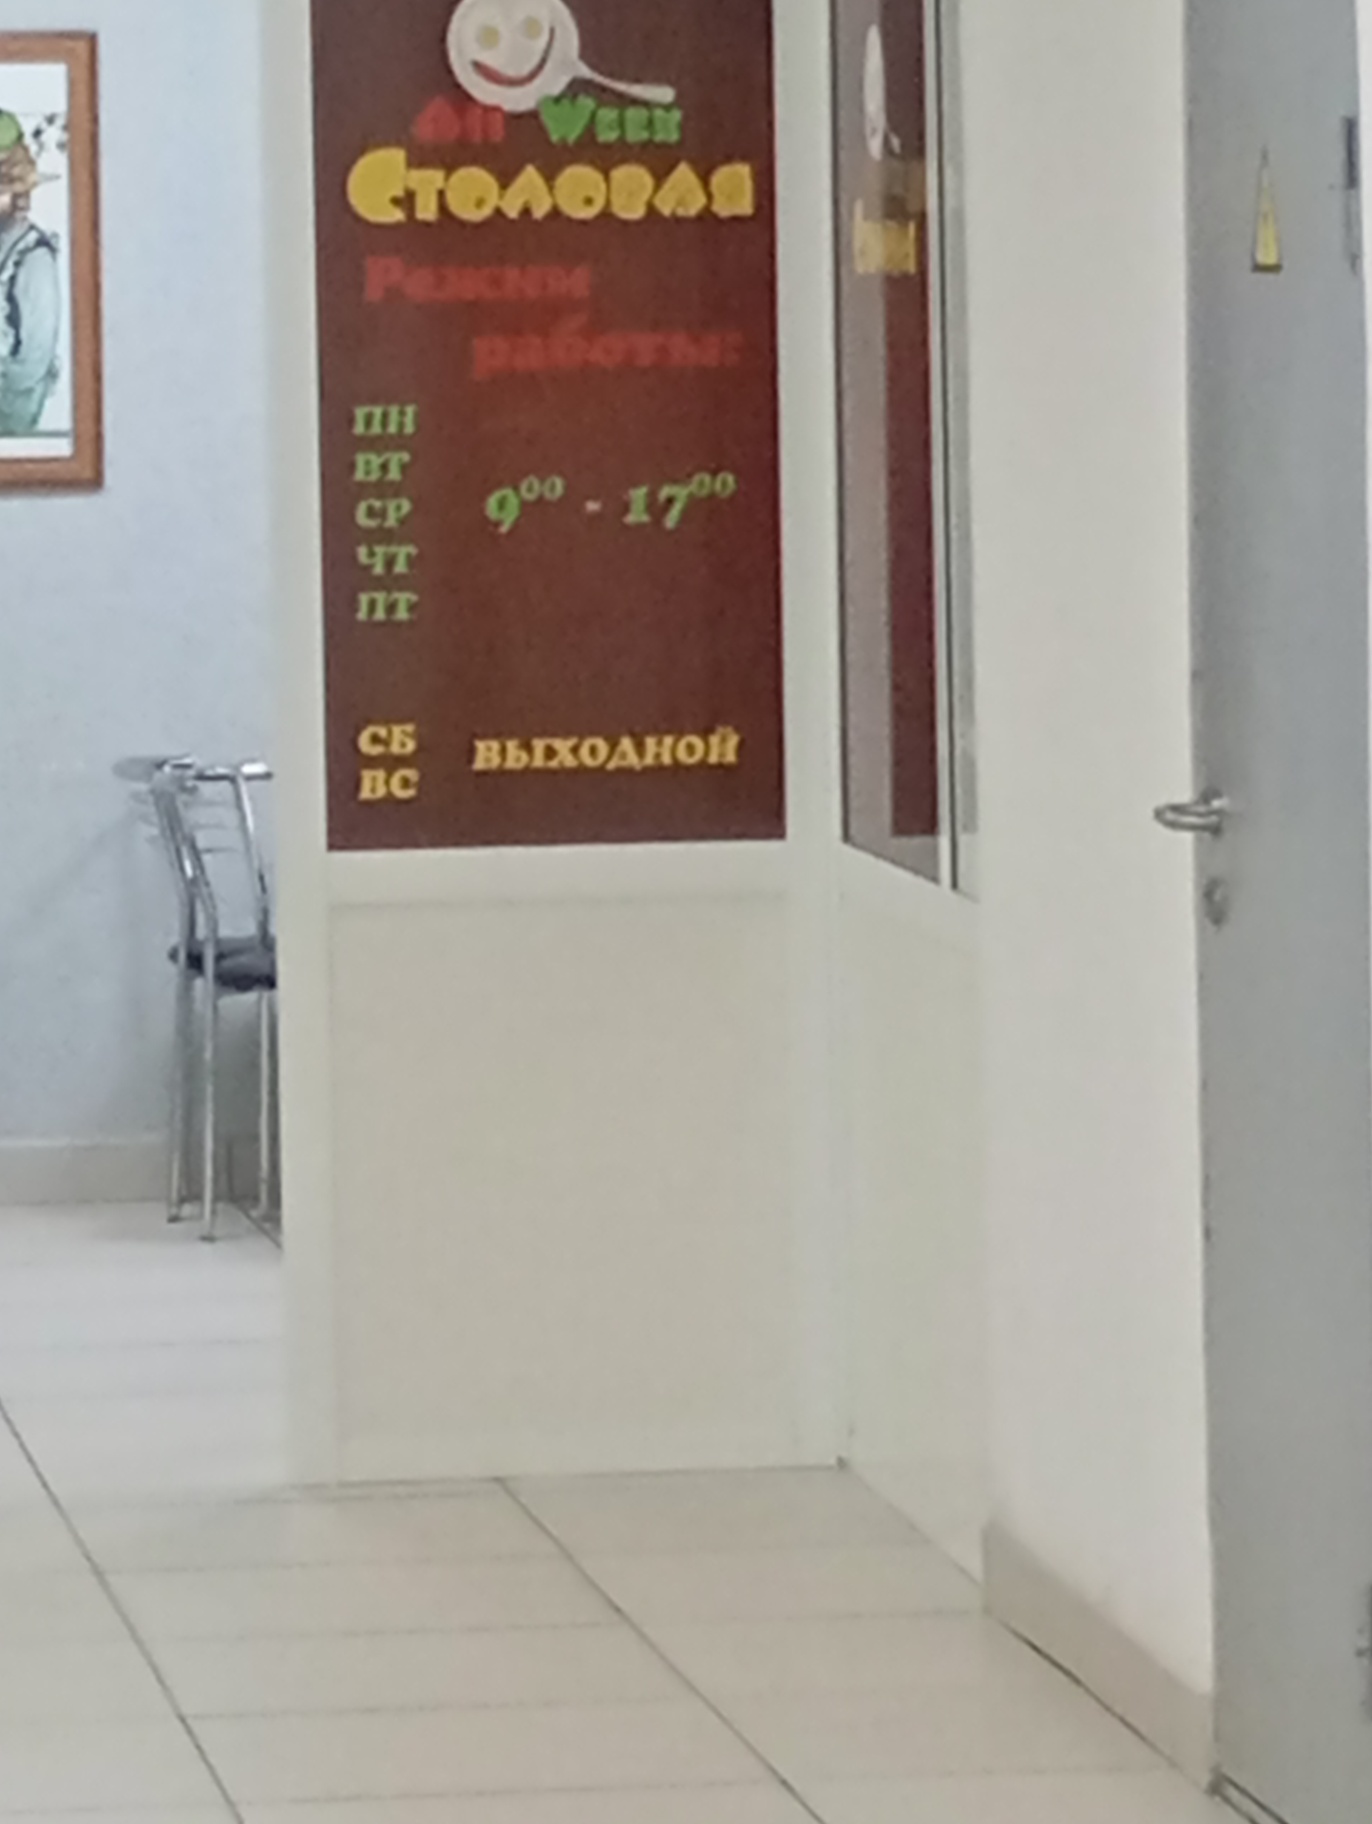 All Week
Столовая
Режим
работы:
ПН
ВТ
СР
ЧТ
ПТ
9⁰⁰ - 17⁰⁰
СБ
ВС
ВЫХОДНОЙ